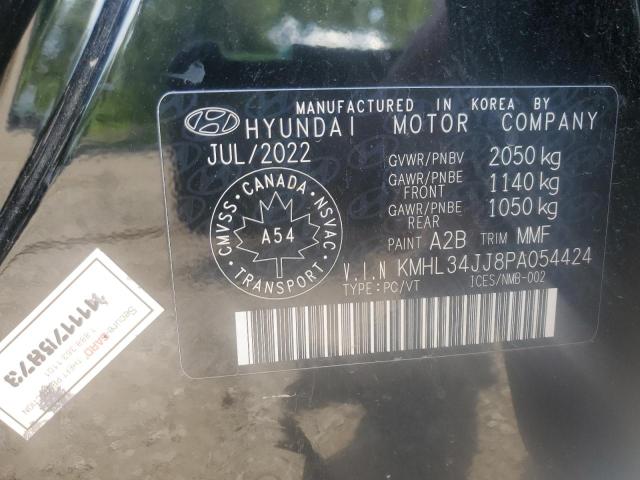 MANUFACTURED IN KOREA BY
HYUNDAI MOTOR COMPANY
JUL/2022
GVWR/PNBV 2050 kg
GAWR/PNBE FRONT 1140 kg
GAWR/PNBE REAR 1050 kg
PAINT A2B TRIM MMF
V.I.N KMHL34JJ8PA054424
TYPE: PC/VT ICES/NMB-002
CANADA
CMVSS NSVAC
A54
TRANSPORT
M11175873